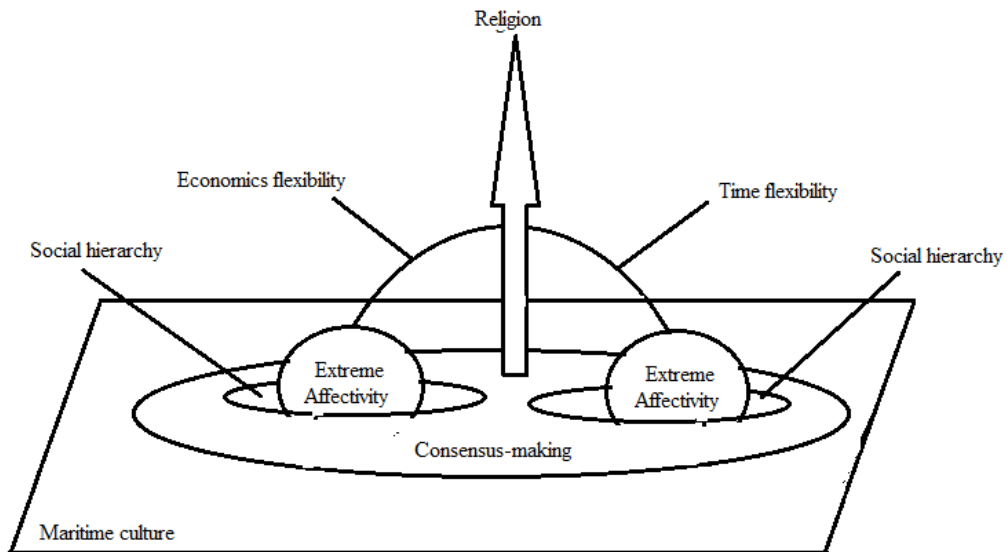 Religion
Economics flexibility
Time flexibility
Social hierarchy
Social hierarchy
Extreme
Affectivity
Extreme
Affectivity
Consensus-making
Maritime culture